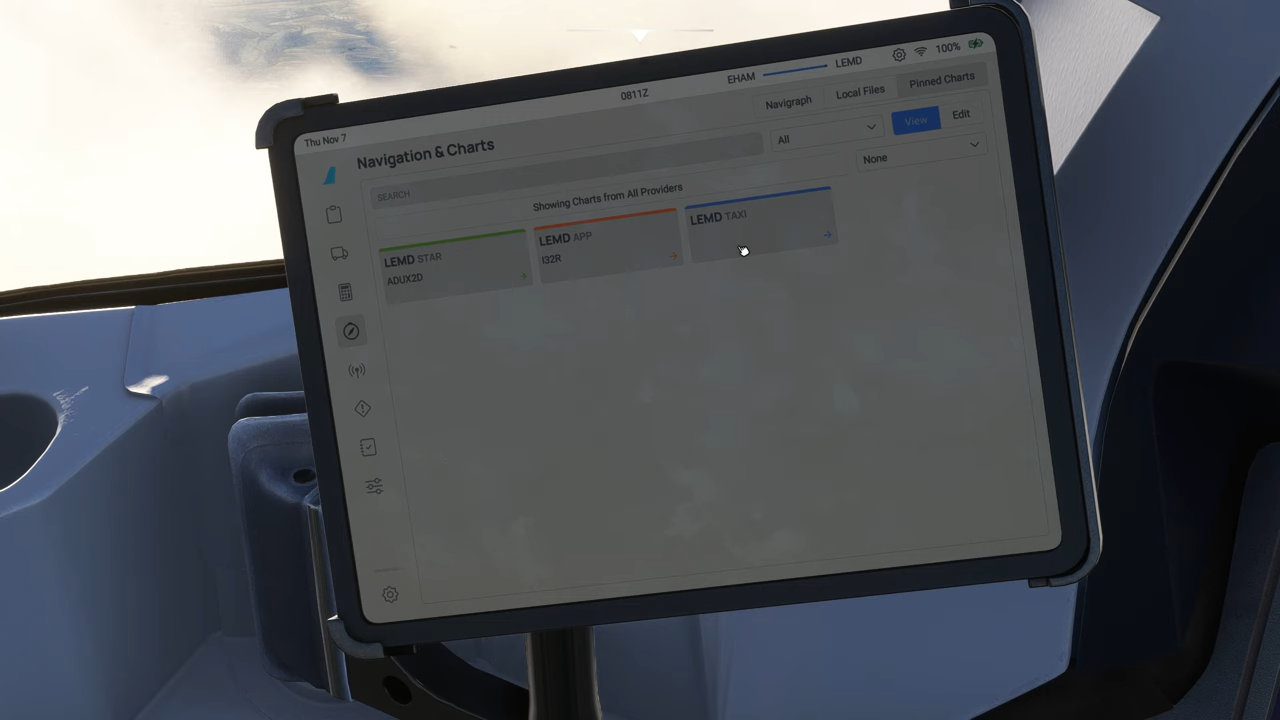 Thu Nov 7
0811Z
EHAM
LEMD
100%
Navigation & Charts
Navigraph
Local Files
Pinned Charts
SEARCH
All
View
Edit
None
Showing Charts from All Providers
LEMD STAR
ADUX2D
LEMD APP
I32R
LEMD TAXI